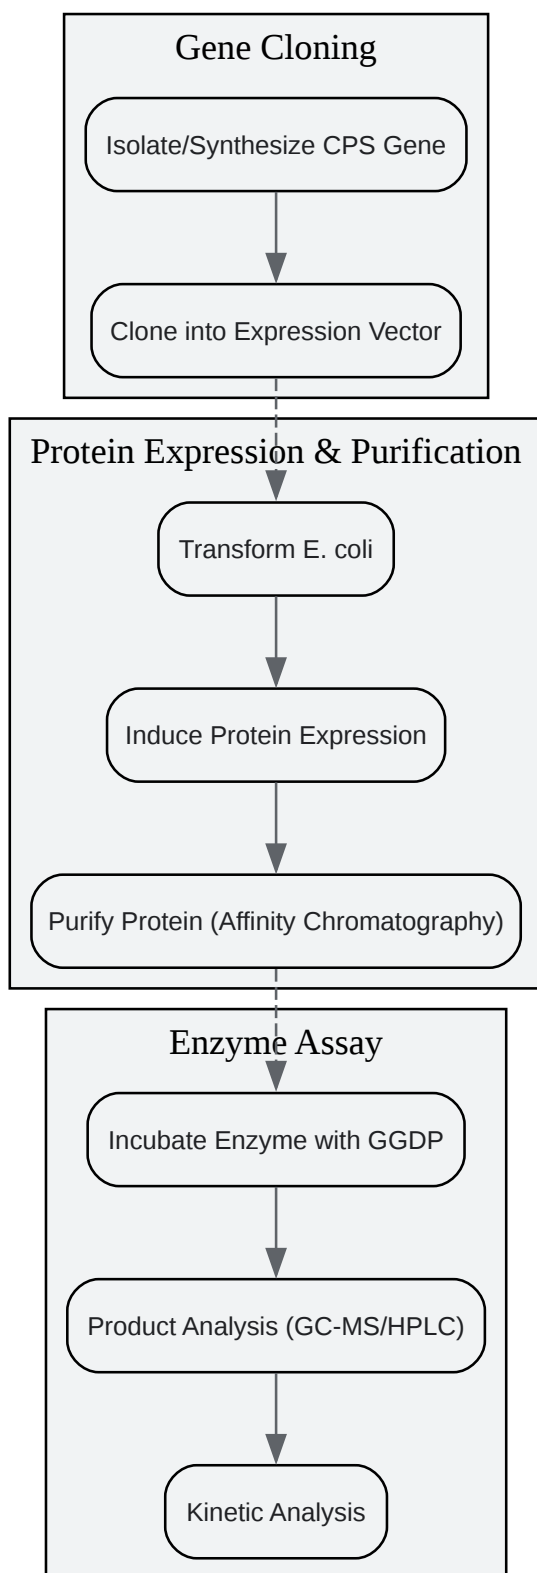 Gene Cloning
Isolate/Synthesize CPS Gene
Clone into Expression Vector
Protein Expression & Purification
Transform E. coli
Induce Protein Expression
Purify Protein (Affinity Chromatography)
Enzyme Assay
Incubate Enzyme with GGDP
Product Analysis (GC-MS/HPLC)
Kinetic Analysis